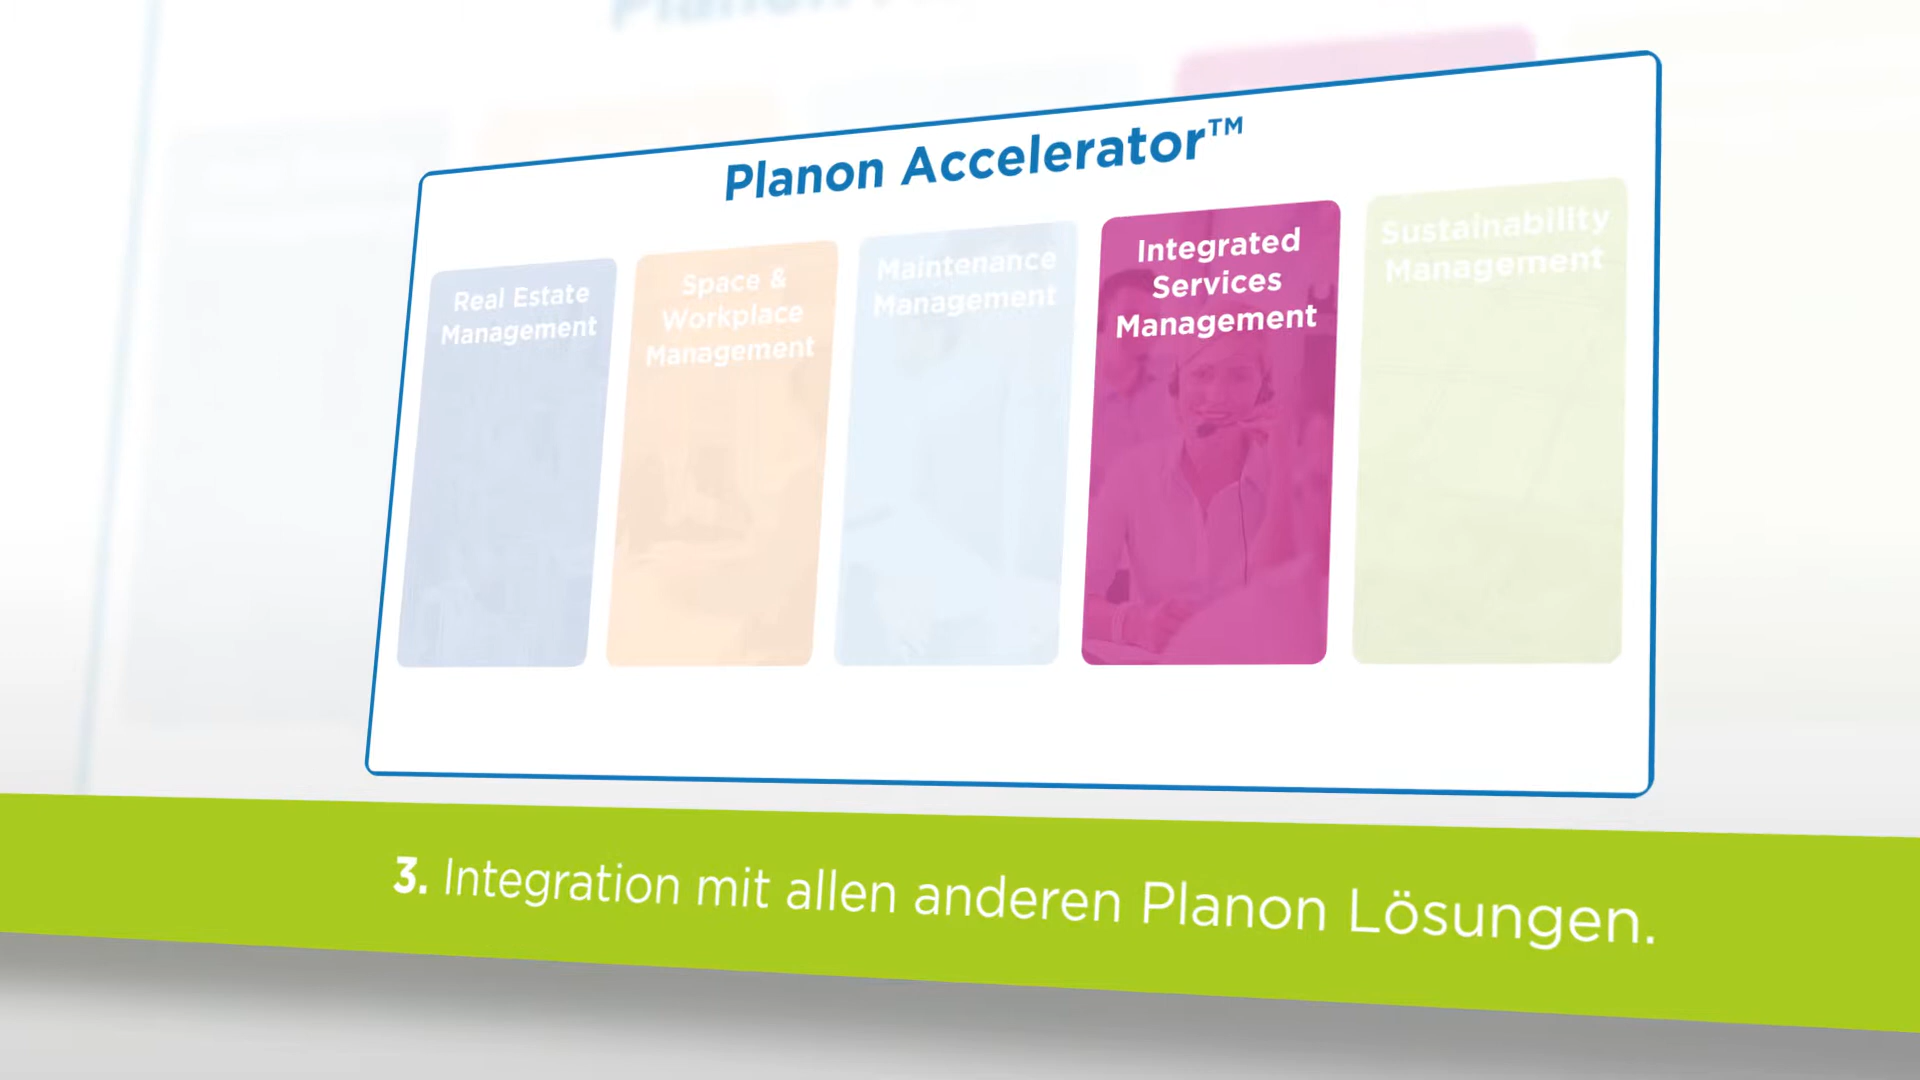 Planon Accelerator™
Real Estate
Management
Space &
Workplace
Management
Maintenance
Management
Integrated
Services
Management
Sustainability
Management
3. Integration mit allen anderen Planon Lösungen.